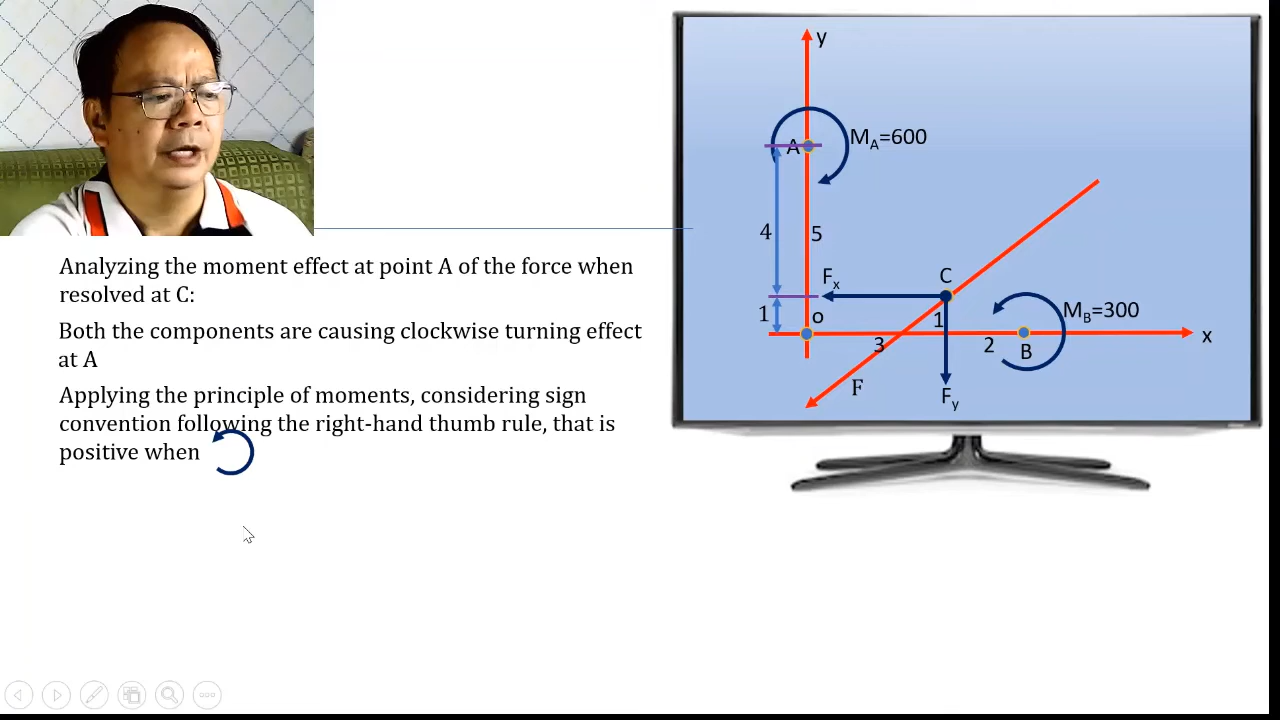 Analyzing the moment effect at point A of the force when
resolved at C:
Both the components are causing clockwise turning effect
at A
Applying the principle of moments, considering sign
convention following the right-hand thumb rule, that is
positive when
y
A
MA=600
4
5
Fx
C
1
o
1
MB=300
x
3
2
B
F
Fy